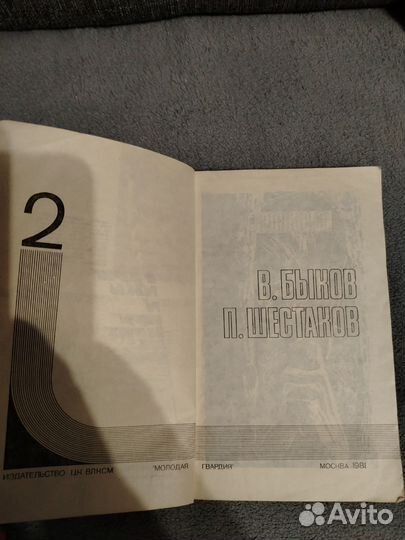 2
В. БЫКОВ
П. ШЕСТАКОВ
ИЗДАТЕЛЬСТВО ЦК ВЛКСМ "МОЛОДАЯ ГВАРДИЯ" МОСКВА 1981
Avito